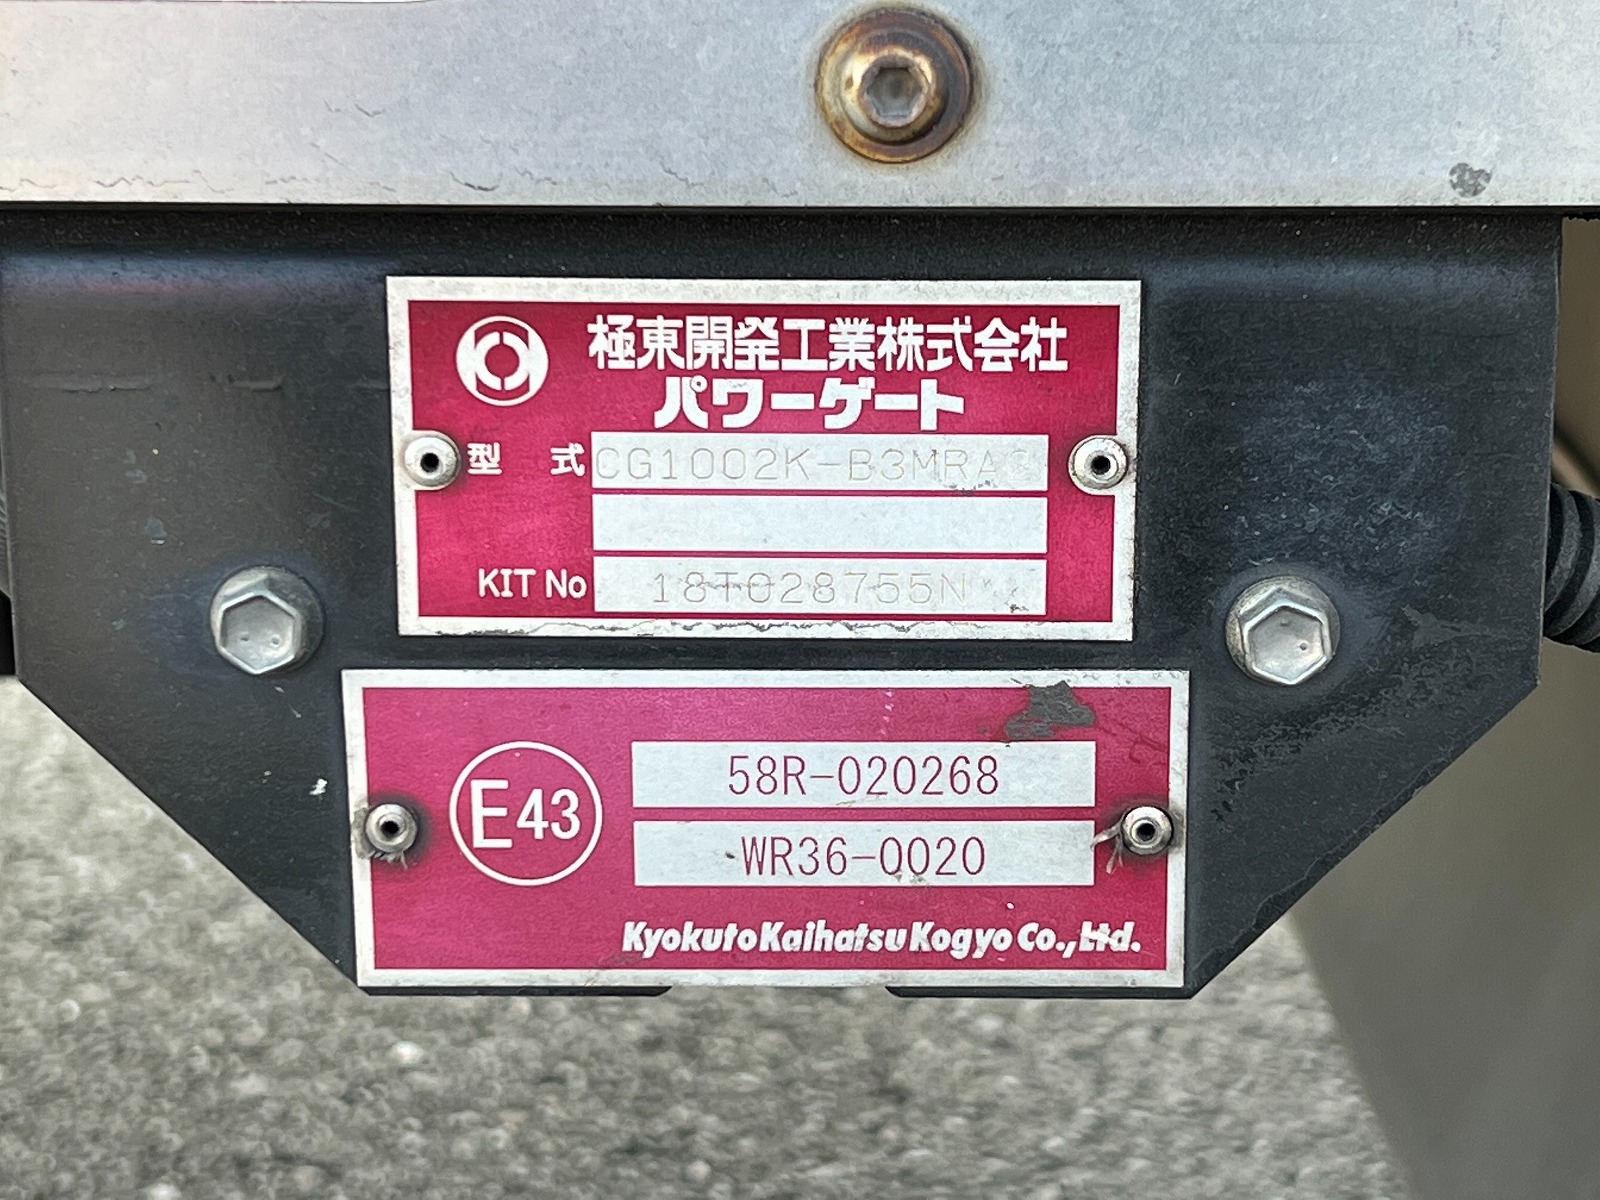 極東開発工業株式会社
パワーゲート
型 式 CG1002K-B3MRA2
KIT No 18T028755N
E43
58R-020268
WR36-0020
Kyokuto Kaihatsu Kogyo Co., Ltd.